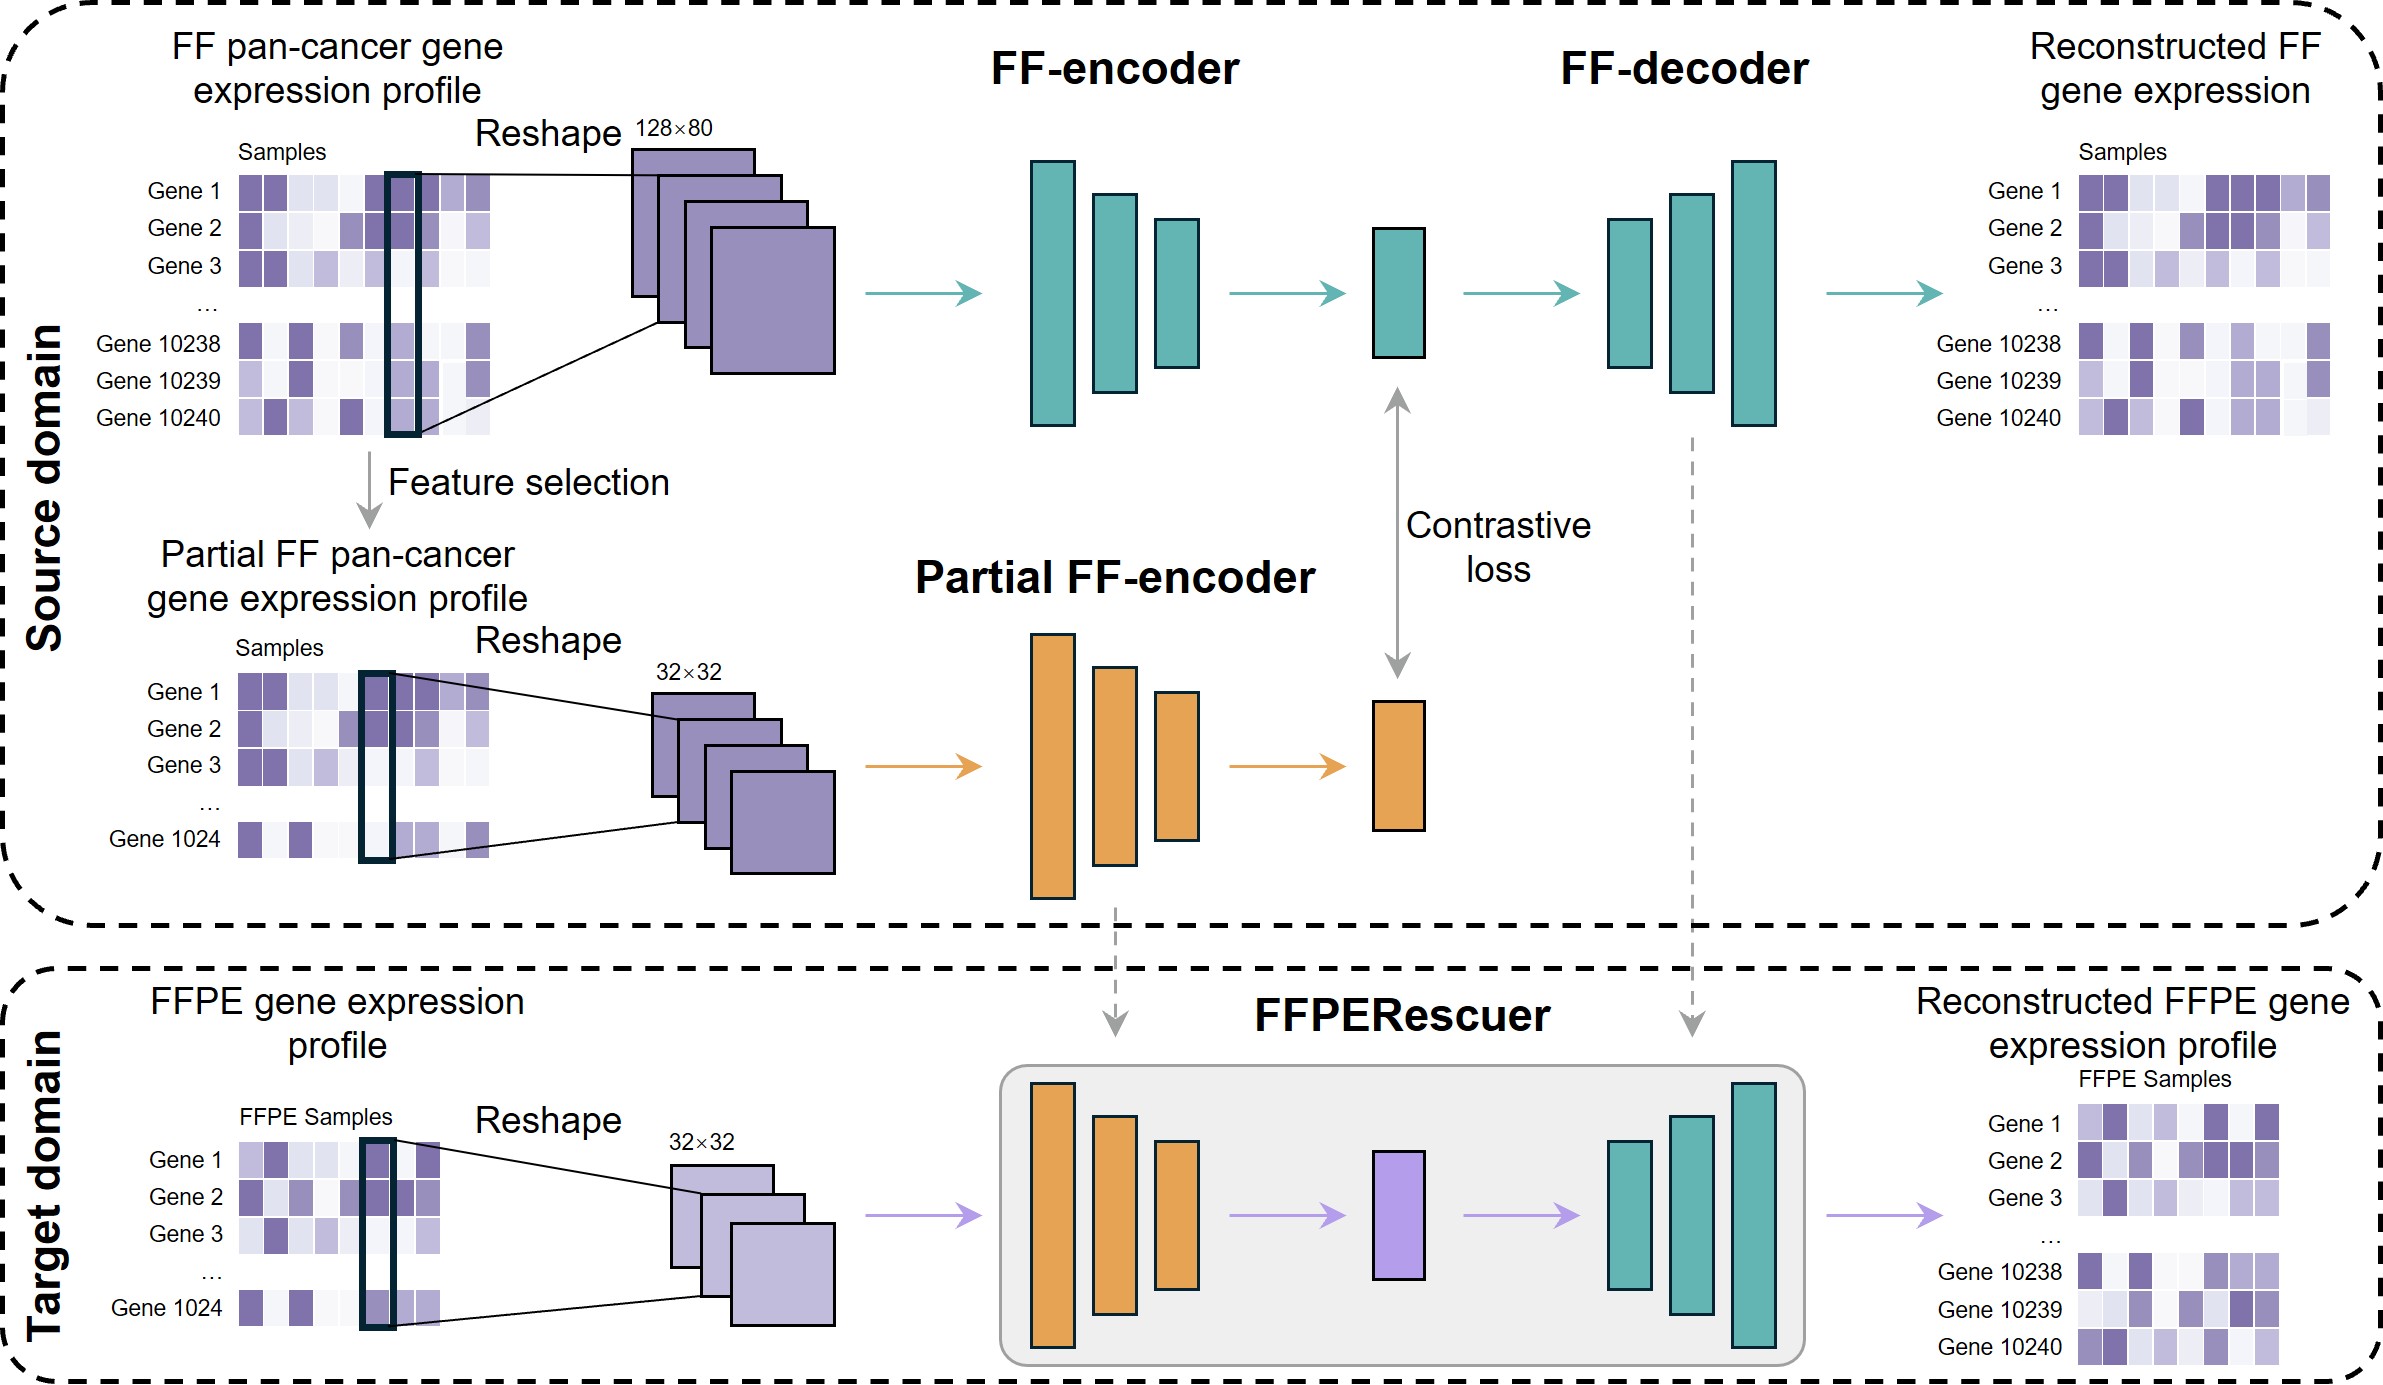 Source domain
FF pan-cancer gene
expression profile
Samples
Gene 1
Gene 2
Gene 3
...
Gene 10238
Gene 10239
Gene 10240
Reshape
128×80
FF-encoder
FF-decoder
Reconstructed FF
gene expression
Samples
Gene 1
Gene 2
Gene 3
...
Gene 10238
Gene 10239
Gene 10240
Feature selection
Contrastive
loss
Partial FF pan-cancer
gene expression profile
Samples
Gene 1
Gene 2
Gene 3
...
Gene 1024
Reshape
32×32
Partial FF-encoder
Target domain
FFPE gene expression
profile
FFPE Samples
Gene 1
Gene 2
Gene 3
...
Gene 1024
Reshape
32×32
FFPERescuer
Reconstructed FFPE gene
expression profile
FFPE Samples
Gene 1
Gene 2
Gene 3
...
Gene 10238
Gene 10239
Gene 10240